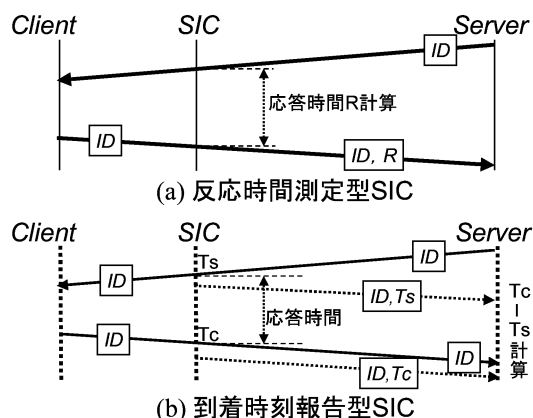 Client SIC Server
ID
応答時間R計算
ID
ID, R
(a) 反応時間測定型SIC
Client SIC Server
Ts
ID
ID
ID,Ts
応答時間
Tc
ID
ID
ID,Tc
Tc－Ts計算
(b) 到着時刻報告型SIC